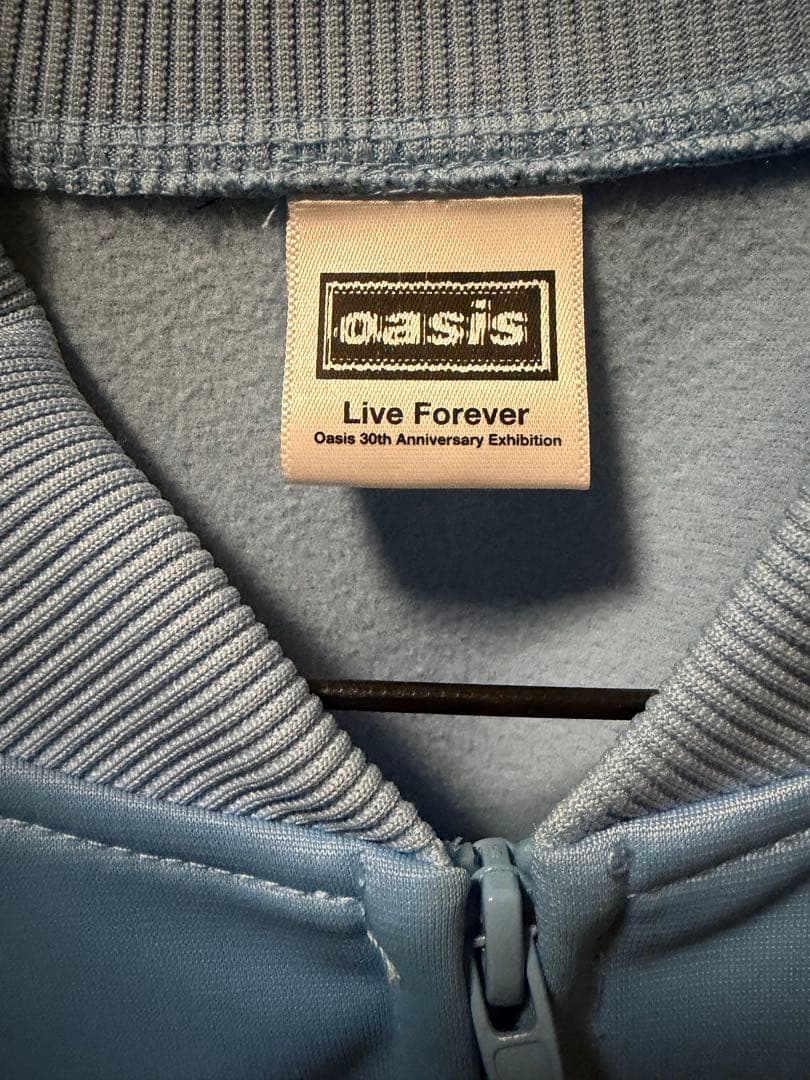 oasis
Live Forever
Oasis 30th Anniversary Exhibition